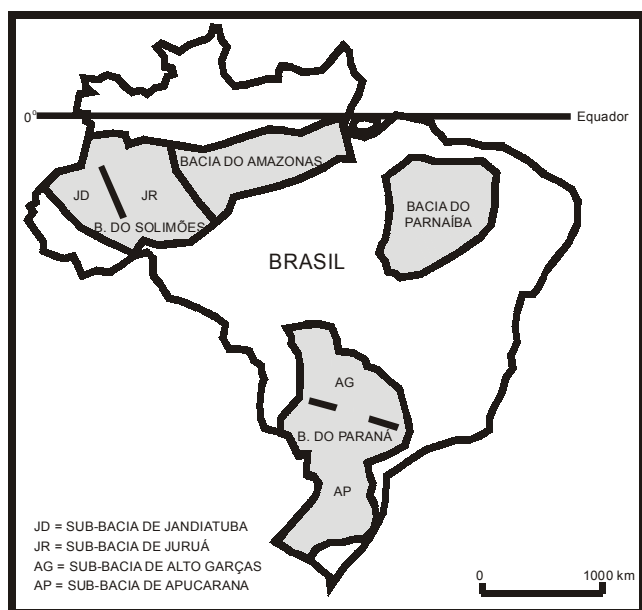 0°
Equador
BACIA DO AMAZONAS
JD
JR
B. DO SOLIMÕES
BACIA DO
PARNAÍBA
BRASIL
AG
B. DO PARANÁ
AP
JD = SUB-BACIA DE JANDIATUBA
JR = SUB-BACIA DE JURUÁ
AG = SUB-BACIA DE ALTO GARÇAS
AP = SUB-BACIA DE APUCARANA
0 1000 km